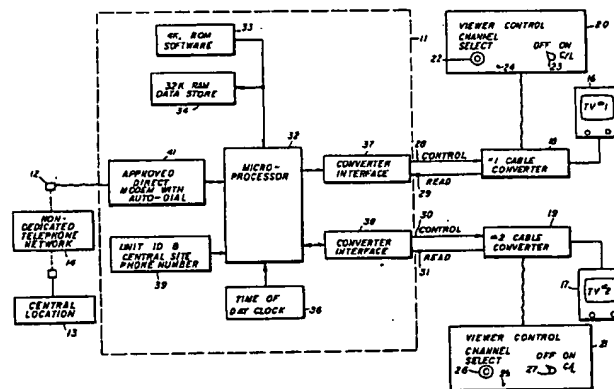 33
4K ROM
SOFTWARE
11
VIEWER CONTROL
CHANNEL
SELECT
OFF ON
C/L
20
22
24
23
32K RAM
DATA STORE
34
16
TV#1
41
32
37
28
18
12
APPROVED
DIRECT
MODEM WITH
AUTO-DIAL
MICRO-
PROCESSOR
CONVERTER
INTERFACE
CONTROL
READ
#1 CABLE
CONVERTER
29
NON-
DEDICATED
TELEPHONE
NETWORK
14
38
30
19
UNIT ID &
CENTRAL SITE
PHONE NUMBER
39
CONVERTER
INTERFACE
CONTROL
READ
CABLE
CONVERTER
31
TV#2
17
CENTRAL
LOCATION
13
TIME OF
DAY CLOCK
36
VIEWER CONTROL
CHANNEL
SELECT
OFF ON
C/L
21
26
25
27